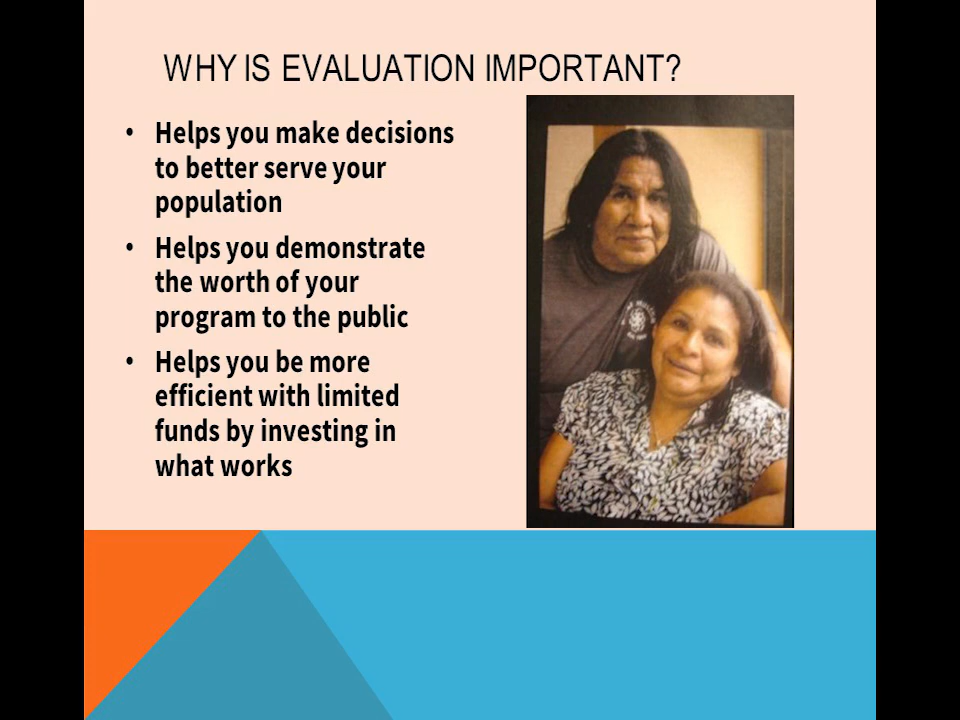 WHY IS EVALUATION IMPORTANT?
• Helps you make decisions
to better serve your
population
• Helps you demonstrate
the worth of your
program to the public
• Helps you be more
efficient with limited
funds by investing in
what works